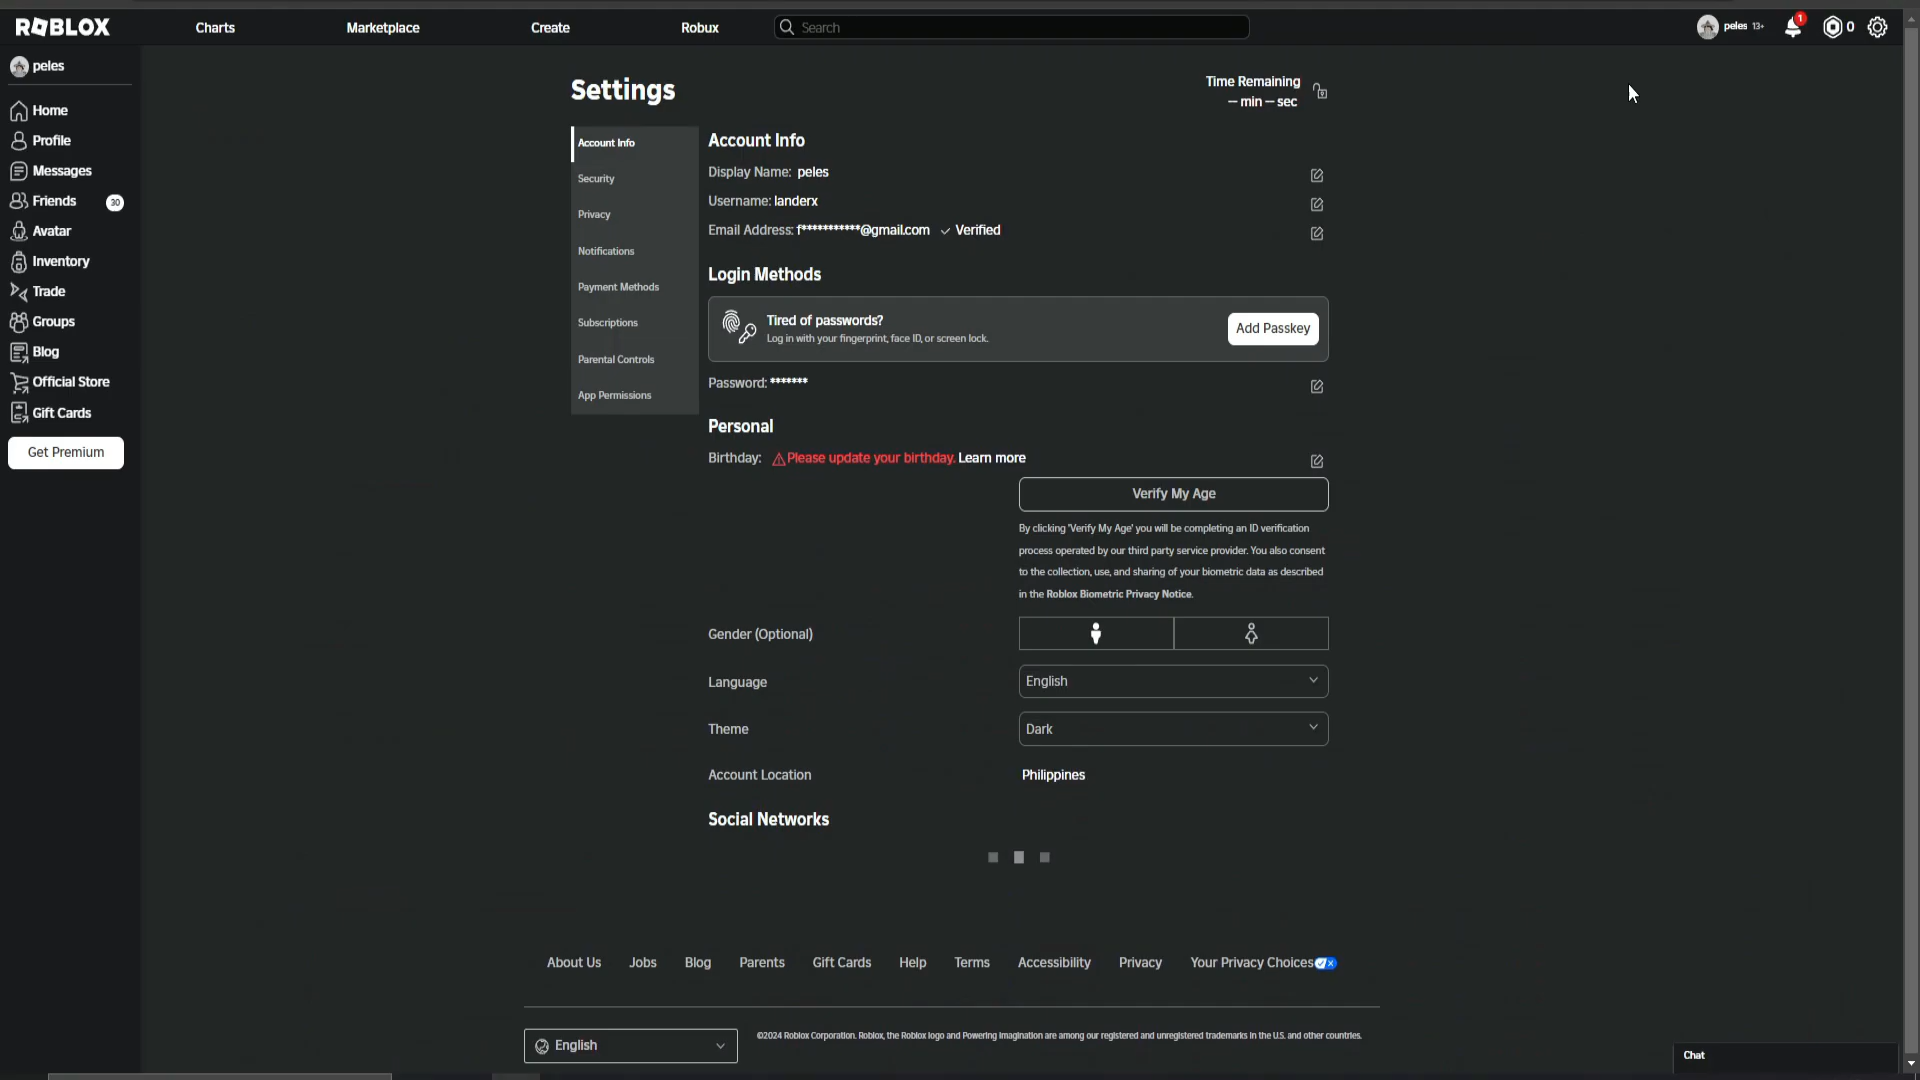 ROBLOX
Charts
Marketplace
Create
Robux
Search
peles 13+
1
0
peles
Home
Profile
Messages
Friends 30
Avatar
Inventory
Trade
Groups
Blog
Official Store
Gift Cards
Get Premium
Settings
Time Remaining
-- min -- sec
Account Info
Security
Privacy
Notifications
Payment Methods
Subscriptions
Parental Controls
App Permissions
Account Info
Display Name: peles
Username: landerx
Email Address: f***********@gmail.com ✓ Verified
Login Methods
Tired of passwords?
Log in with your fingerprint, face ID, or screen lock.
Add Passkey
Password: *******
Personal
Birthday: Please update your birthday. Learn more
Verify My Age
By clicking 'Verify My Age' you will be completing an ID verification
process operated by our third party service provider. You also consent
to the collection, use, and sharing of your biometric data as described
in the Roblox Biometric Privacy Notice.
Gender (Optional)
Language
English
Theme
Dark
Account Location
Philippines
Social Networks
About Us
Jobs
Blog
Parents
Gift Cards
Help
Terms
Accessibility
Privacy
Your Privacy Choices
English
©2024 Roblox Corporation. Roblox, the Roblox logo and Powering Imagination are among our registered and unregistered trademarks in the U.S. and other countries.
Chat